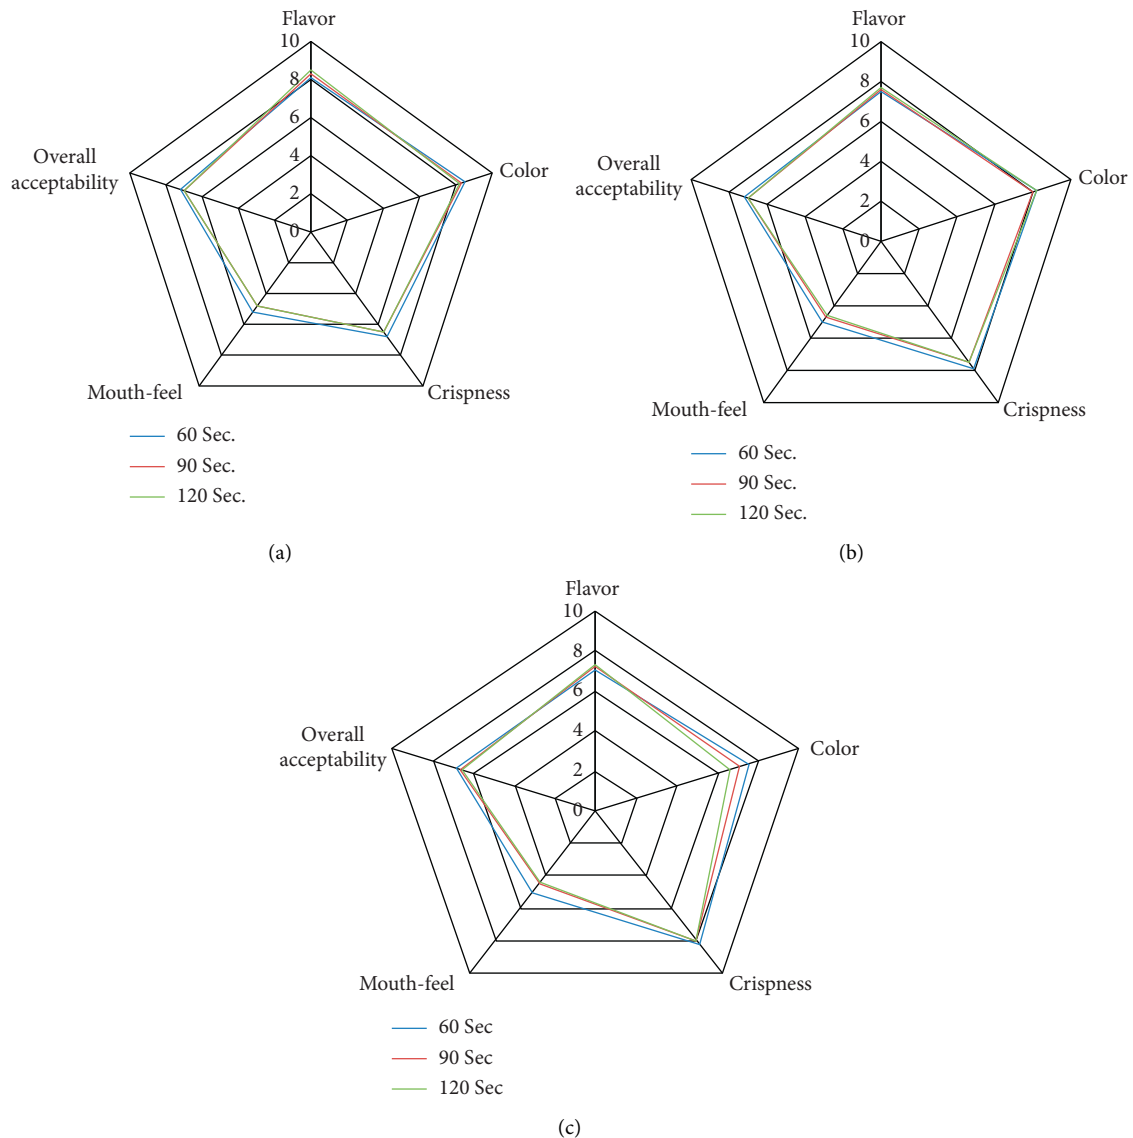 Flavor
10
8
6
4
2
0
Color
Crispness
Mouth-feel
Overall
acceptability
60 Sec.
90 Sec.
120 Sec.
(a)
Flavor
10
8
6
4
2
0
Color
Crispness
Mouth-feel
Overall
acceptability
60 Sec.
90 Sec.
120 Sec.
(b)
Flavor
10
8
6
4
2
0
Color
Crispness
Mouth-feel
Overall
acceptability
60 Sec
90 Sec
120 Sec
(c)